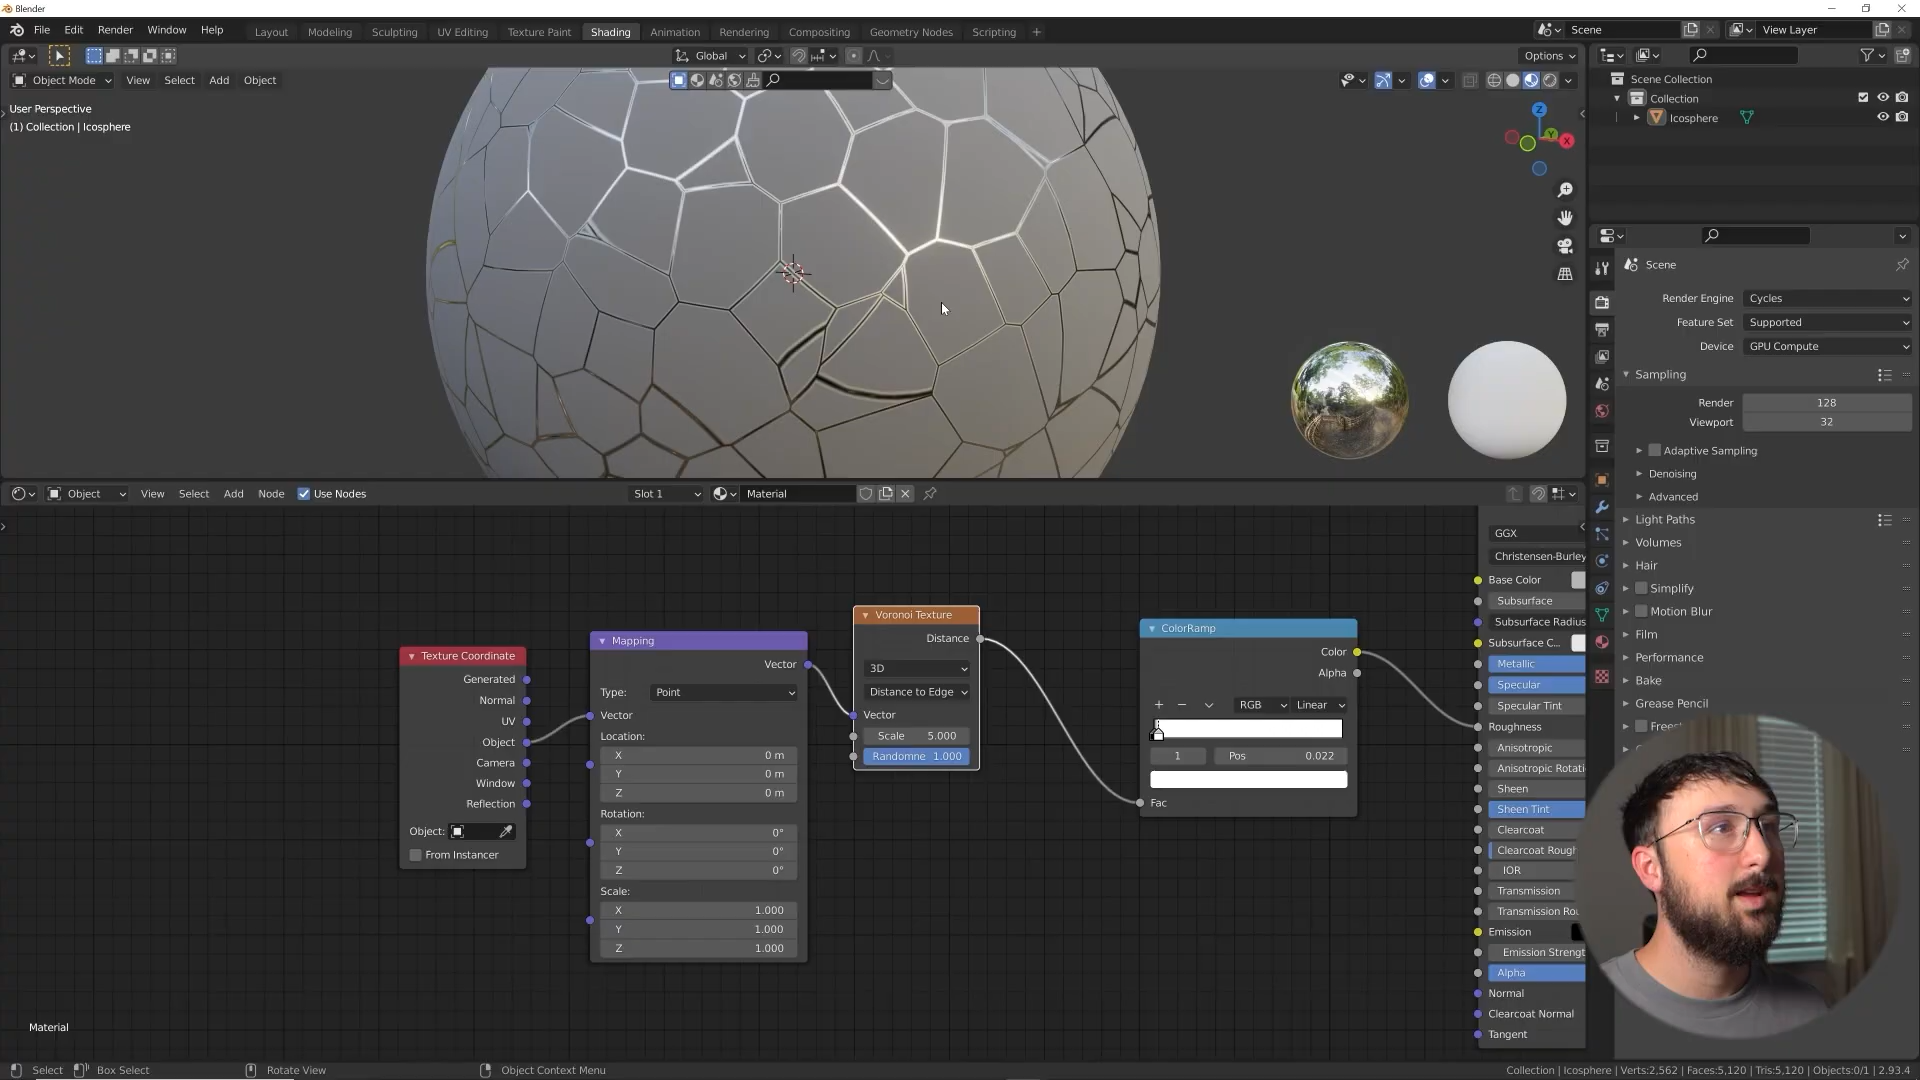 Blender
File Edit Render Window Help
Layout Modeling Sculpting UV Editing Texture Paint Shading Animation Rendering Compositing Geometry Nodes Scripting +
Scene
View Layer
Global
Options
Object Mode View Select Add Object
User Perspective
(1) Collection | Icosphere
Z
Y
X
Scene Collection
Collection
Icosphere
Scene
Render Engine Cycles
Feature Set Supported
Device GPU Compute
Sampling
Render 128
Viewport 32
Adaptive Sampling
Denoising
Advanced
Light Paths
Volumes
Hair
Simplify
Motion Blur
Film
Performance
Bake
Grease Pencil
Object View Select Add Node Use Nodes
Slot 1
Material
Texture Coordinate
Generated
Normal
UV
Object
Camera
Window
Reflection
Object:
From Instancer
Mapping
Vector
Type: Point
Vector
Location:
X 0 m
Y 0 m
Z 0 m
Rotation:
X 0°
Y 0°
Z 0°
Scale:
X 1.000
Y 1.000
Z 1.000
Voronoi Texture
Distance
3D
Distance to Edge
Vector
Scale 5.000
Randomne 1.000
ColorRamp
Color
Alpha
+ − RGB Linear
1 Pos 0.022
Fac
GGX
Christensen-Burley
Base Color
Subsurface
Subsurface Radius
Subsurface C...
Metallic
Specular
Specular Tint
Roughness
Anisotropic
Anisotropic Rotati
Sheen
Sheen Tint
Clearcoat
Clearcoat Rough
IOR
Transmission
Transmission Rou
Emission
Emission Strengt
Alpha
Normal
Clearcoat Normal
Tangent
Material
Select Box Select Rotate View Object Context Menu
Collection | Icosphere | Verts:2,562 | Faces:5,120 | Tris:5,120 | Objects:0/1 | 2.93.4